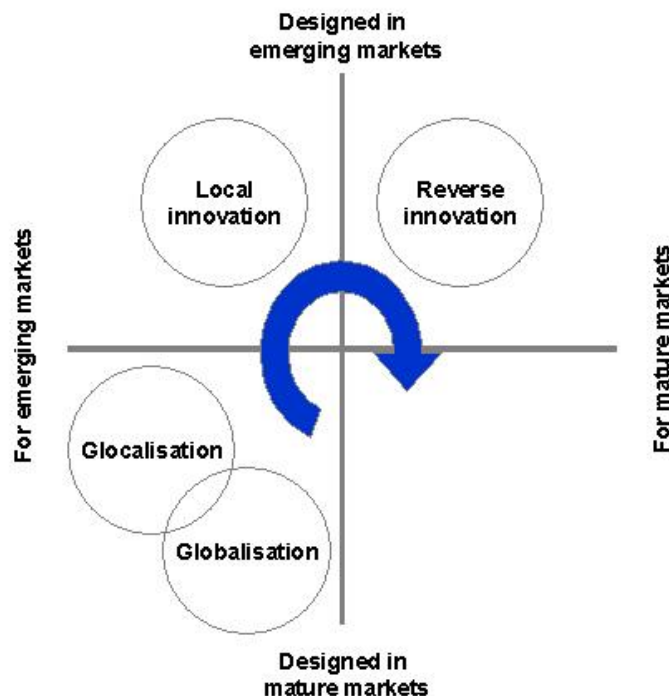 Designed in
emerging markets
Local
innovation
Reverse
innovation
For emerging markets
For mature markets
Glocalisation
Globalisation
Designed in
mature markets